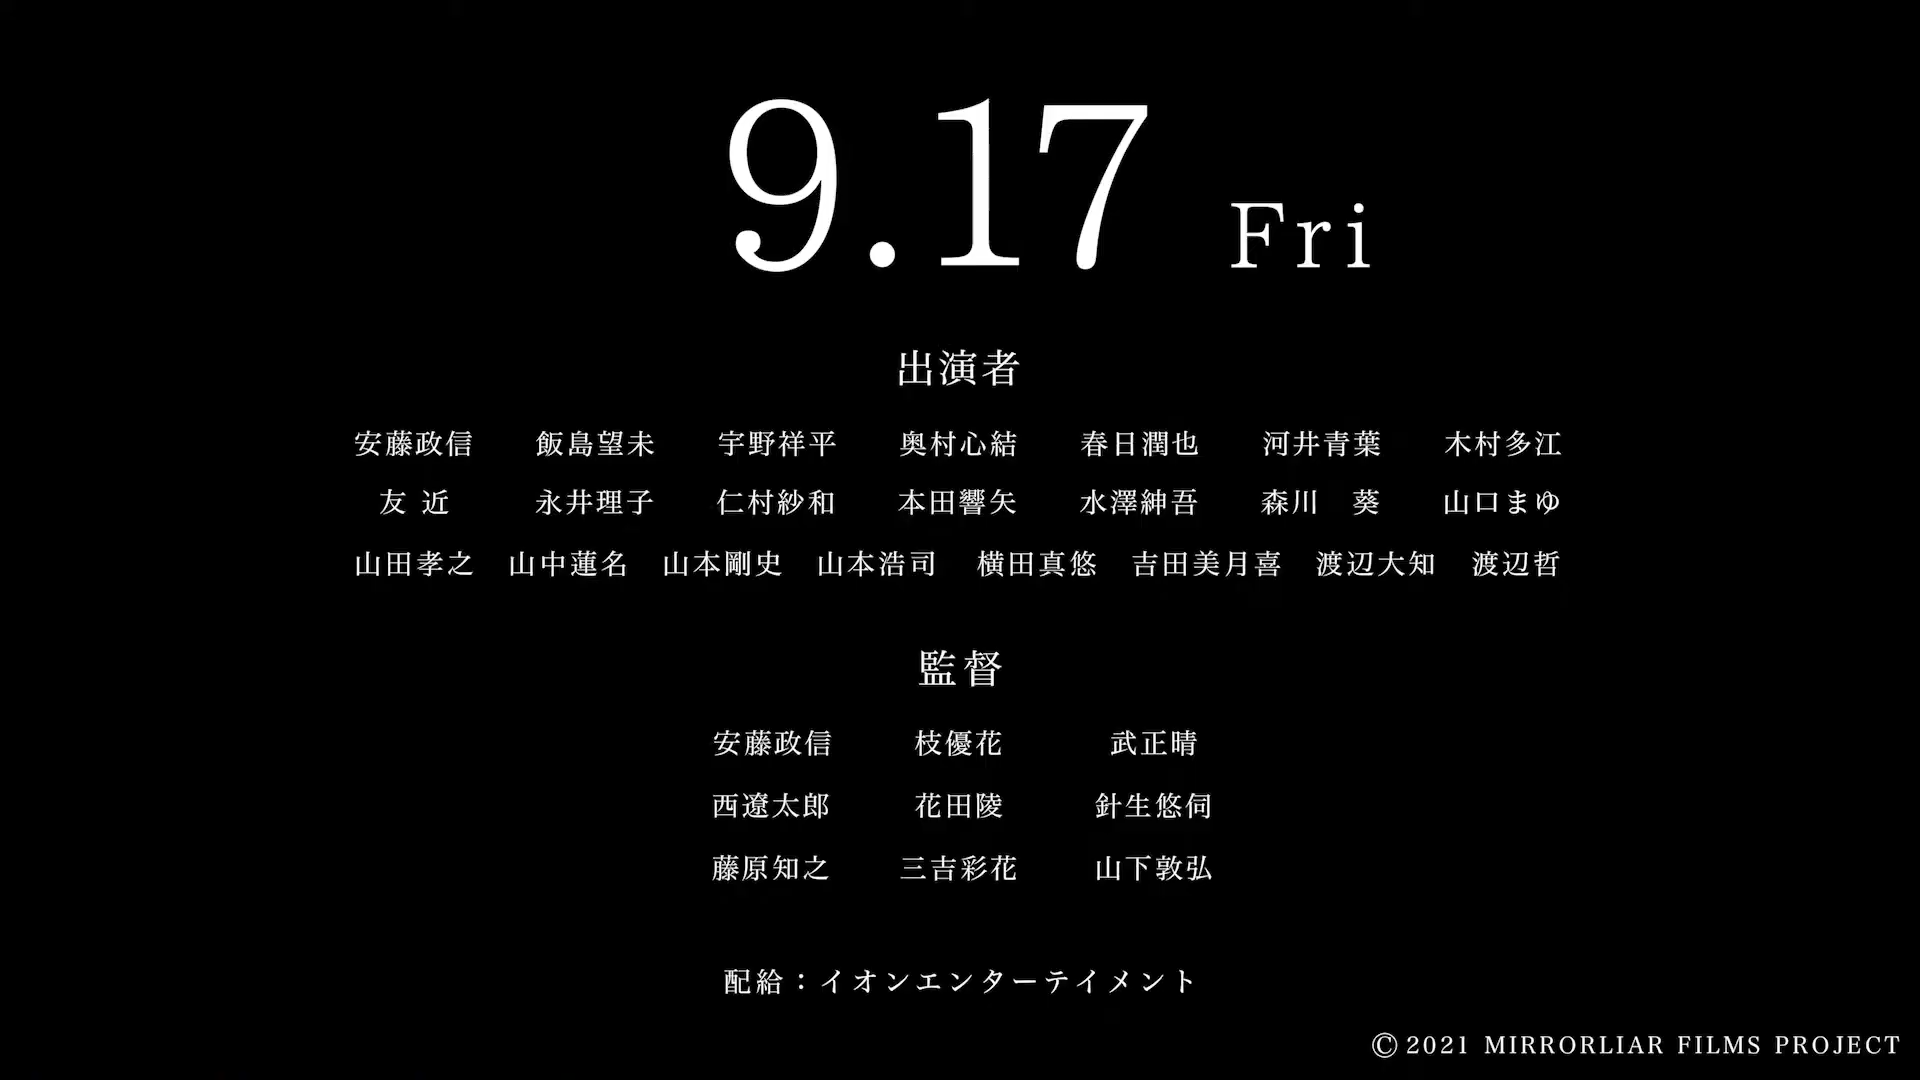 9.17 Fri
出演者
安藤政信 飯島望未 宇野祥平 奥村心結 春日潤也 河井青葉 木村多江
友 近 永井理子 仁村紗和 本田響矢 水澤紳吾 森川 葵 山口まゆ
山田孝之 山中蓮名 山本剛史 山本浩司 横田真悠 吉田美月喜 渡辺大知 渡辺哲
監督
安藤政信 枝優花 武正晴
西遼太郎 花田陵 針生悠伺
藤原知之 三吉彩花 山下敦弘
配給：イオンエンターテイメント
©2021 MIRRORLIAR FILMS PROJECT